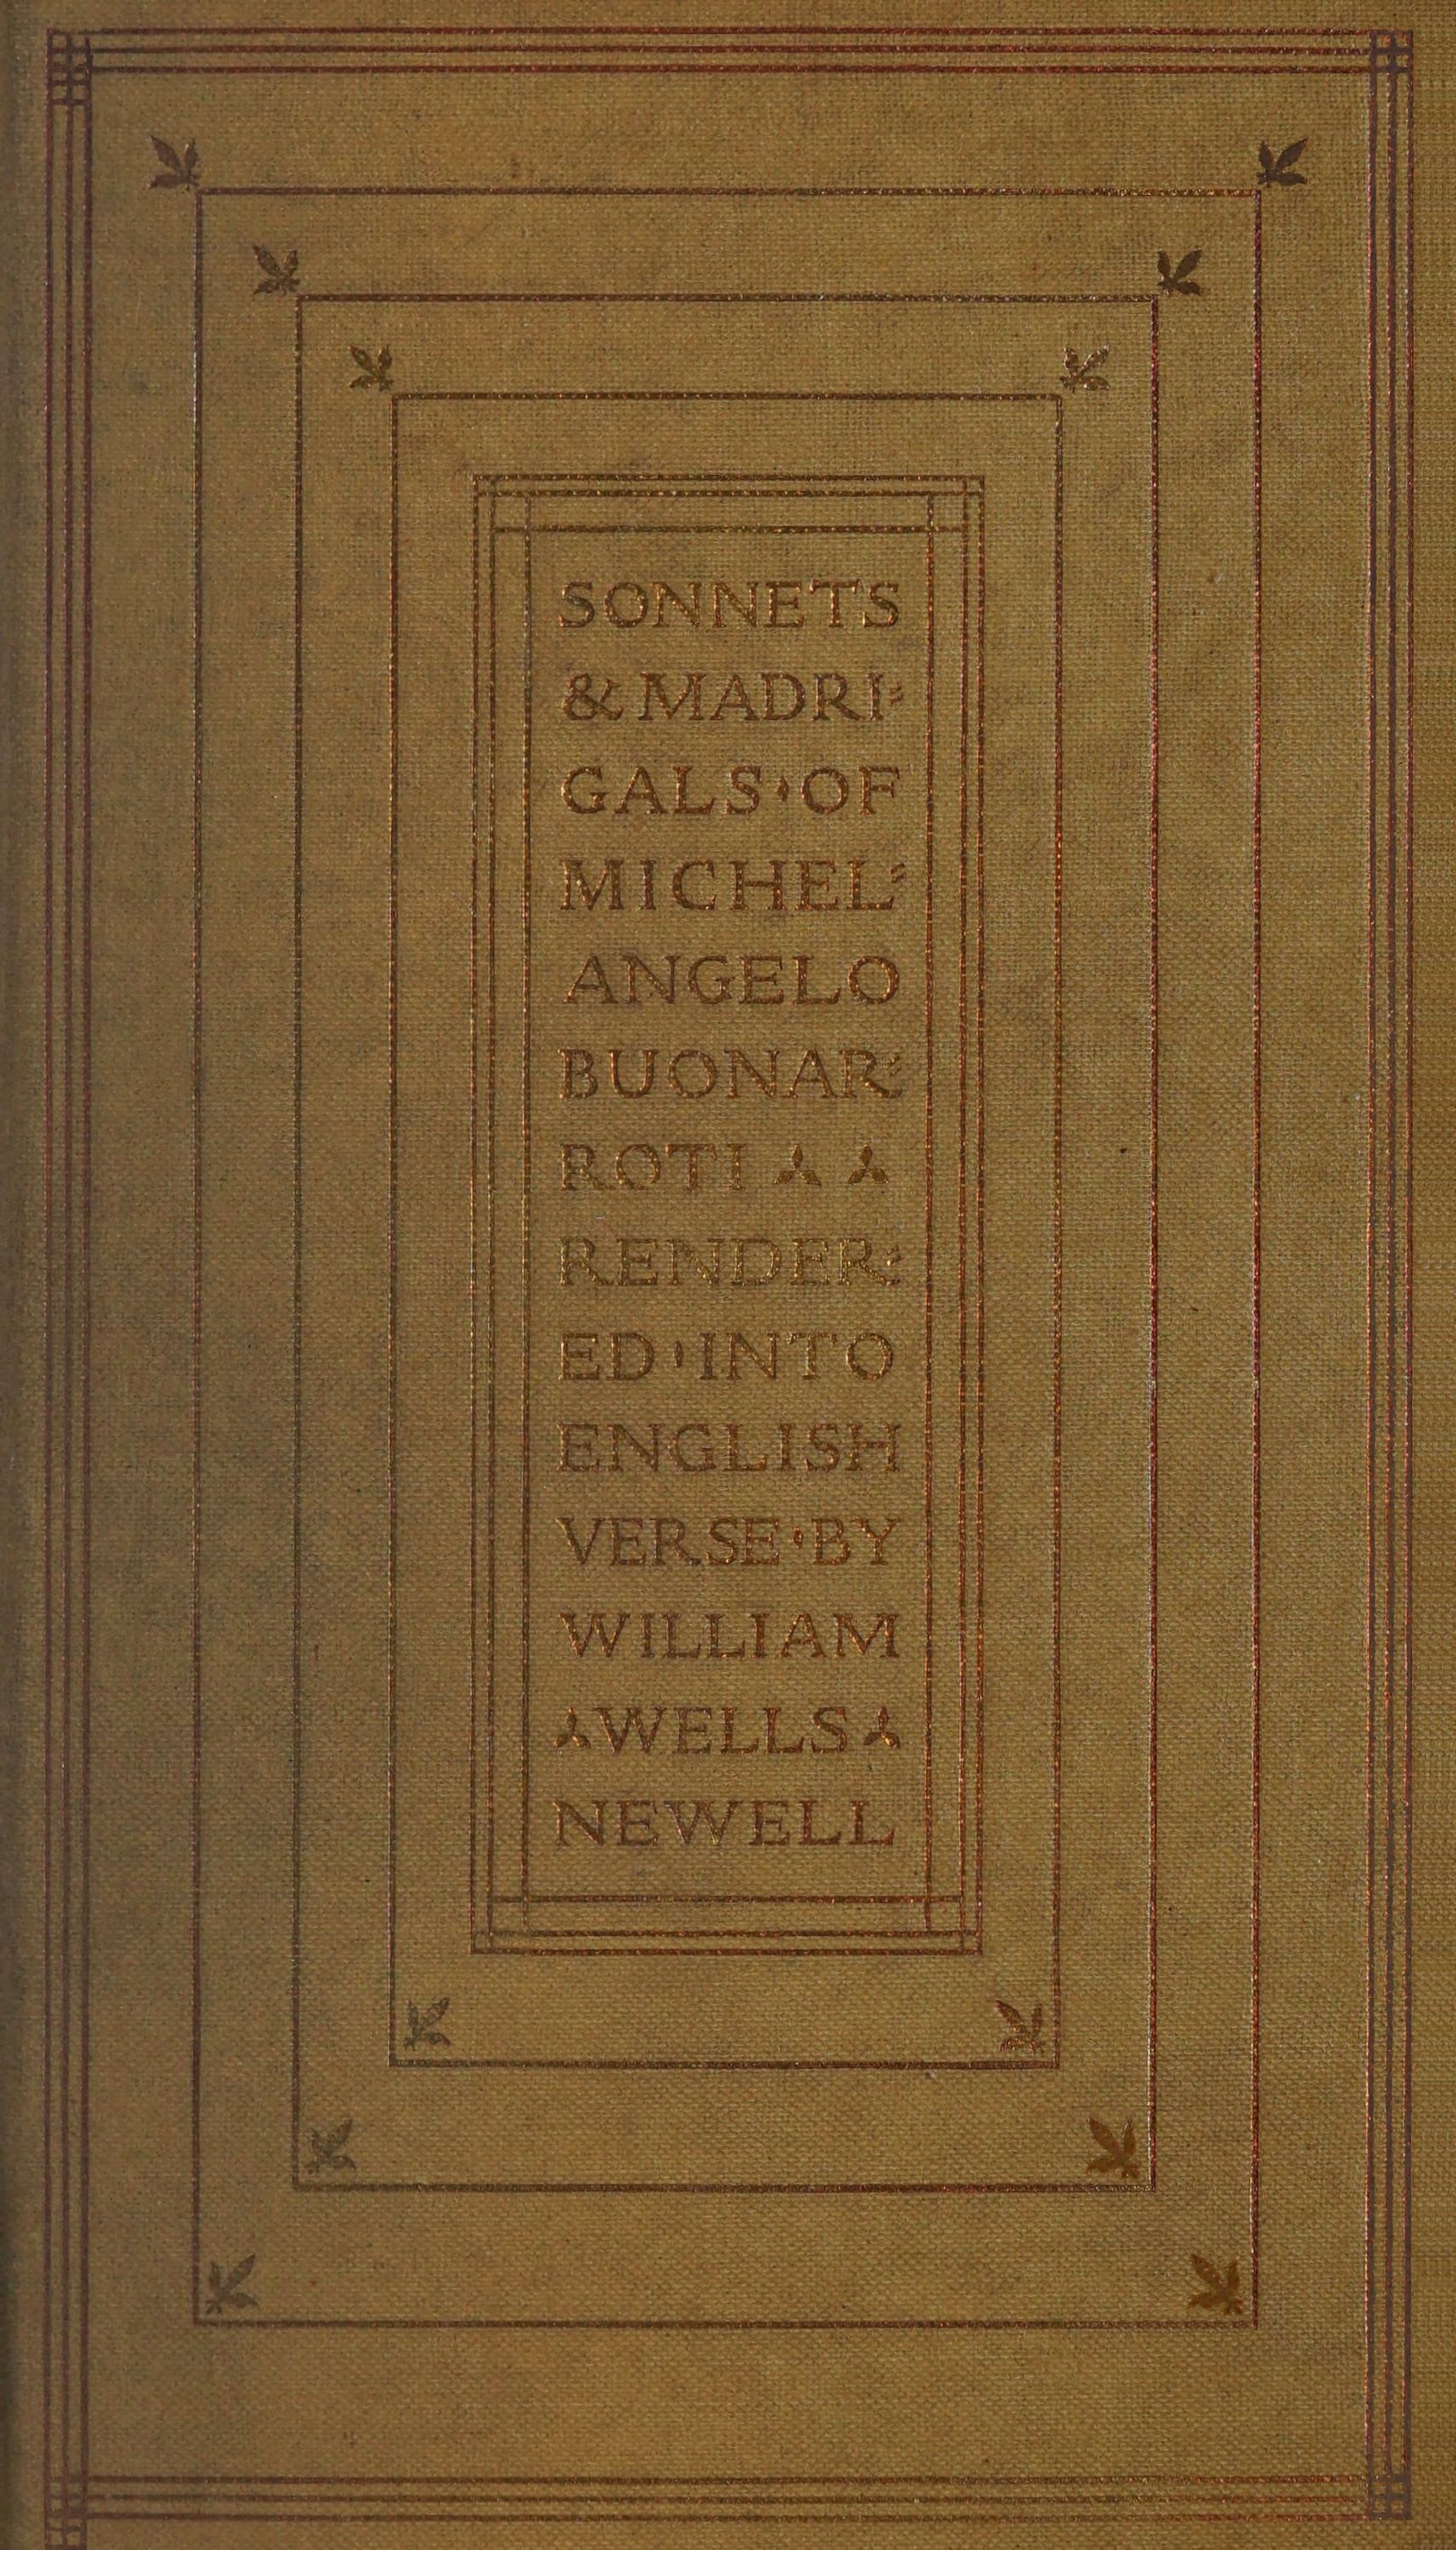 SONNETS
& MADRI-
GALS·OF
MICHEL-
ANGELO
BUONAR-
ROTI
RENDER-
ED·INTO
ENGLISH
VERSE·BY
WILLIAM
WELLS
NEWELL